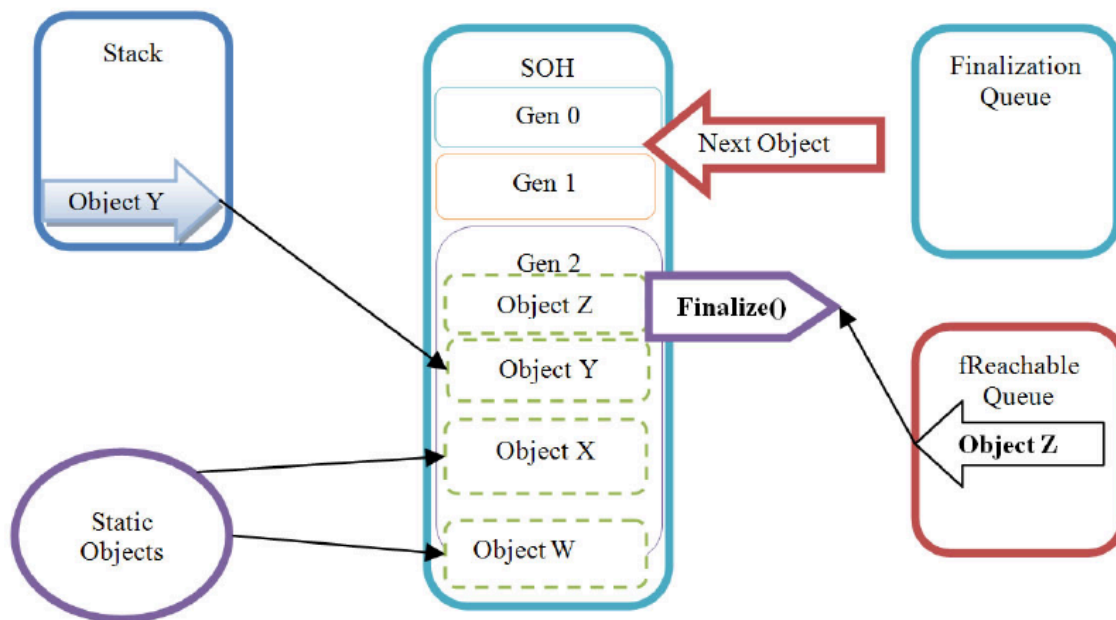 Stack
Object Y
SOH
Gen 0
Gen 1
Gen 2
Object Z
Object Y
Object X
Object W
Next Object
Finalize()
Finalization
Queue
fReachable
Queue
Object Z
Static
Objects